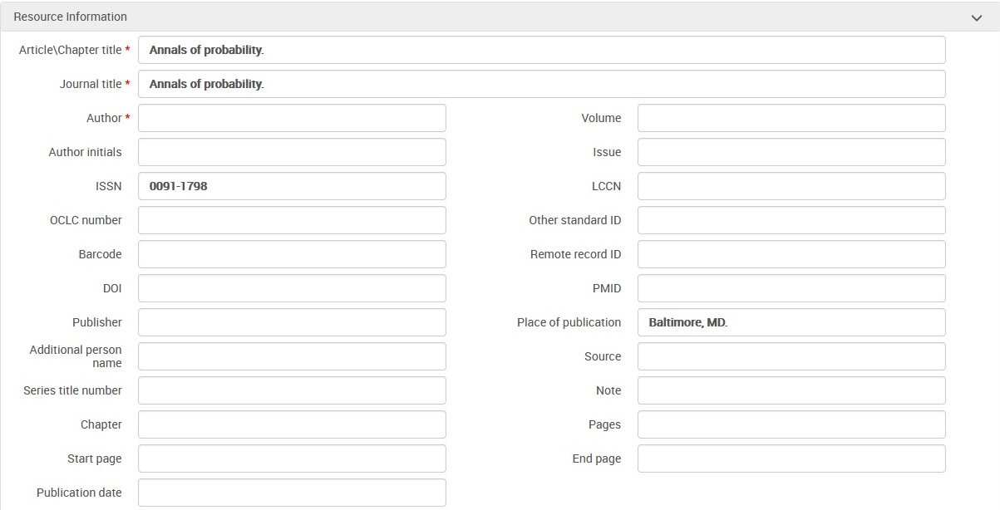 Resource Information
Article\Chapter title * Annals of probability.
Journal title * Annals of probability.
Author * Volume
Author initials Issue
ISSN 0091-1798 LCCN
OCLC number Other standard ID
Barcode Remote record ID
DOI PMID
Publisher Place of publication Baltimore, MD.
Additional person
name Source
Series title number Note
Chapter Pages
Start page End page
Publication date